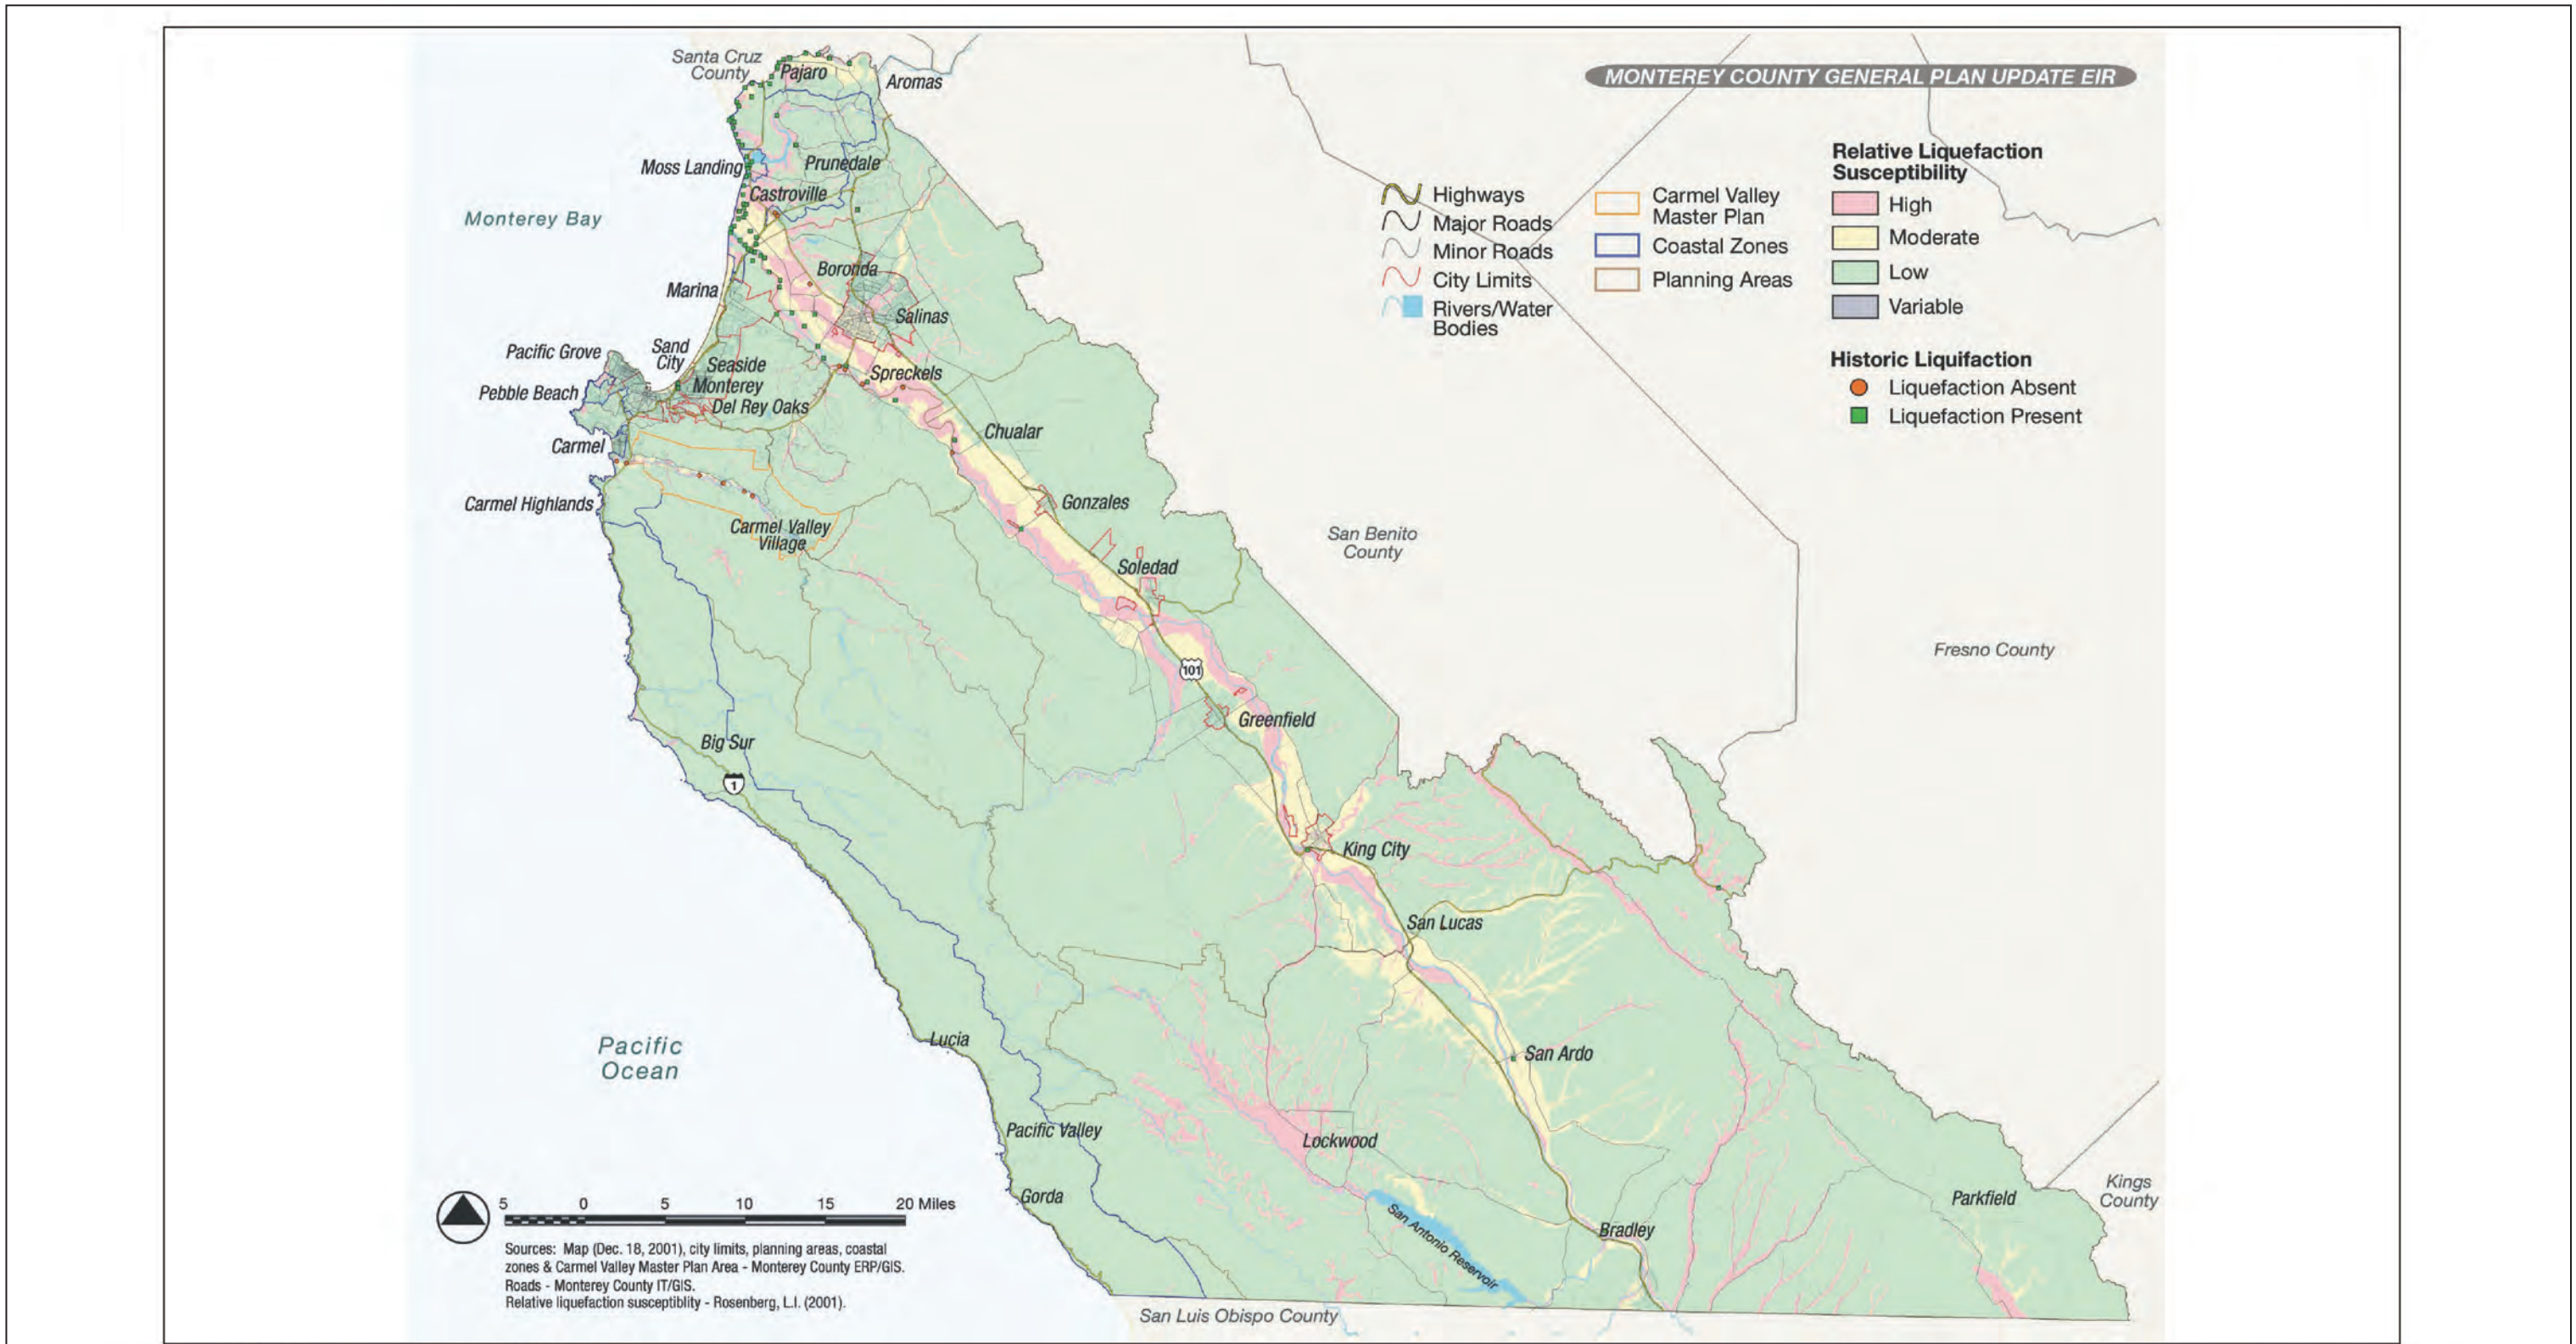 MONTEREY COUNTY GENERAL PLAN UPDATE EIR
Santa Cruz
County
Pajaro
Aromas
Moss Landing
Prunedale
Castroville
Monterey Bay
Boronda
Marina
Salinas
Pacific Grove
Sand
City
Seaside
Spreckels
Pebble Beach
Monterey
Del Rey Oaks
Chualar
Carmel
Gonzales
Carmel Highlands
Carmel Valley
Village
Soledad
San Benito
County
Fresno County
101
Greenfield
Big Sur
1
King City
San Lucas
Lucia
Pacific
Ocean
San Ardo
Pacific Valley
Lockwood
Gorda
San Antonio Reservoir
Bradley
Parkfield
Kings
County
San Luis Obispo County
Highways
Major Roads
Minor Roads
City Limits
Rivers/Water
Bodies
Carmel Valley
Master Plan
Coastal Zones
Planning Areas
Relative Liquefaction
Susceptibility
High
Moderate
Low
Variable
Historic Liquifaction
Liquefaction Absent
Liquefaction Present
5 0 5 10 15 20 Miles
Sources: Map (Dec. 18, 2001), city limits, planning areas, coastal
zones & Carmel Valley Master Plan Area - Monterey County ERP/GIS.
Roads - Monterey County IT/GIS.
Relative liquefaction susceptiblity - Rosenberg, L.I. (2001).